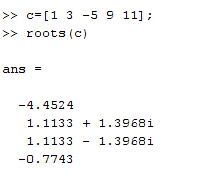 >> c=[1 3 -5 9 11];
>> roots(c)
ans =
-4.4524
1.1133 + 1.3968i
1.1133 - 1.3968i
-0.7743